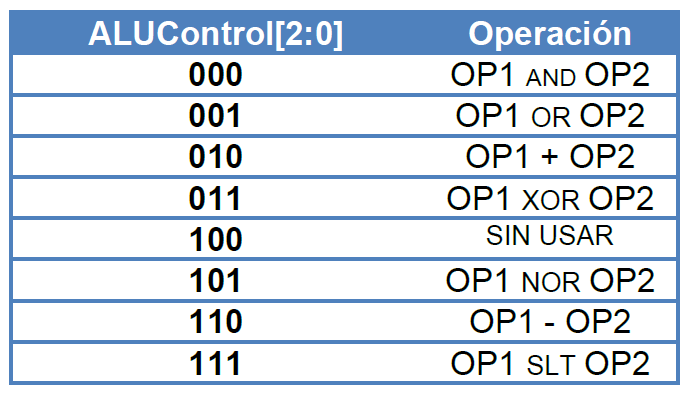 ALUControl[2:0] Operación
000 OP1 AND OP2
001 OP1 OR OP2
010 OP1 + OP2
011 OP1 XOR OP2
100 SIN USAR
101 OP1 NOR OP2
110 OP1 - OP2
111 OP1 SLT OP2